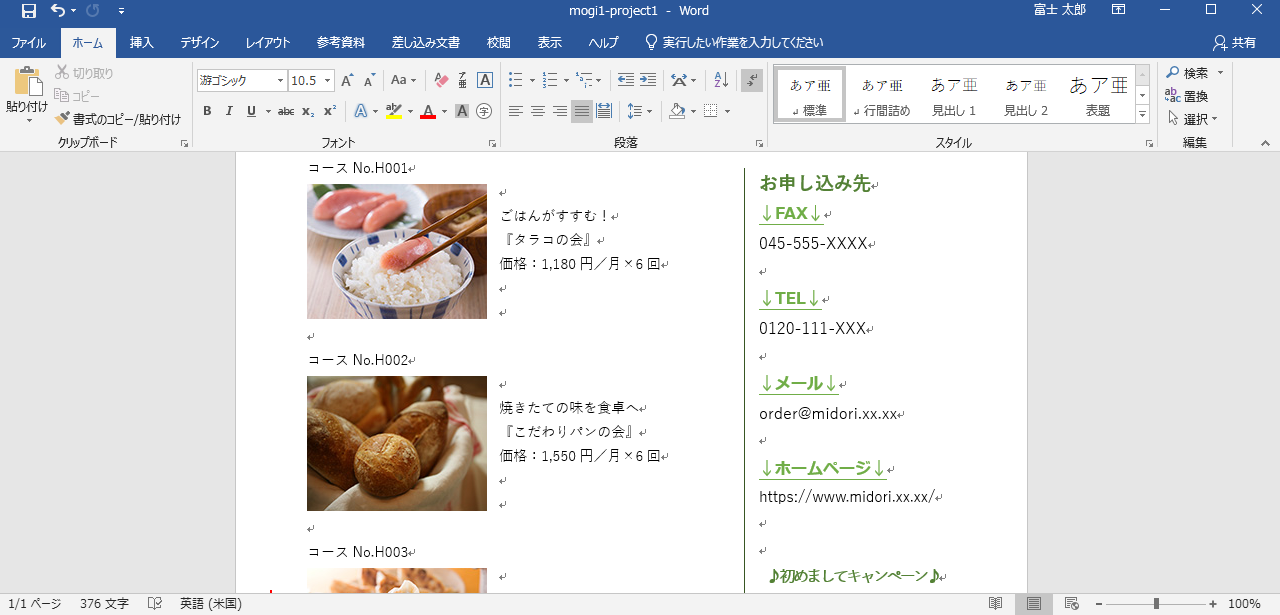 mogi1-project1 - Word
富士 太郎
ファイル ホーム 挿入 デザイン レイアウト 参考資料 差し込み文書 校閲 表示 ヘルプ 実行したい作業を入力してください 共有
貼り付け
切り取り
コピー
書式のコピー/貼り付け
クリップボード
游ゴシック 10.5
フォント
段落
あア亜 あア亜 あア亜 あア亜 あア亜
標準 行間詰め 見出し 1 見出し 2 表題
スタイル
検索
置換
選択
編集
コース No.H001
ごはんがすすむ！
『タラコの会』
価格：1,180 円／月×6 回
コース No.H002
焼きたての味を食卓へ
『こだわりパンの会』
価格：1,550 円／月×6 回
コース No.H003
お申し込み先
↓FAX↓
045-555-XXXX
↓TEL↓
0120-111-XXX
↓メール↓
order@midori.xx.xx
↓ホームページ↓
https://www.midori.xx.xx/
♪初めましてキャンペーン♪
1/1 ページ 376 文字 英語 (米国) 100%